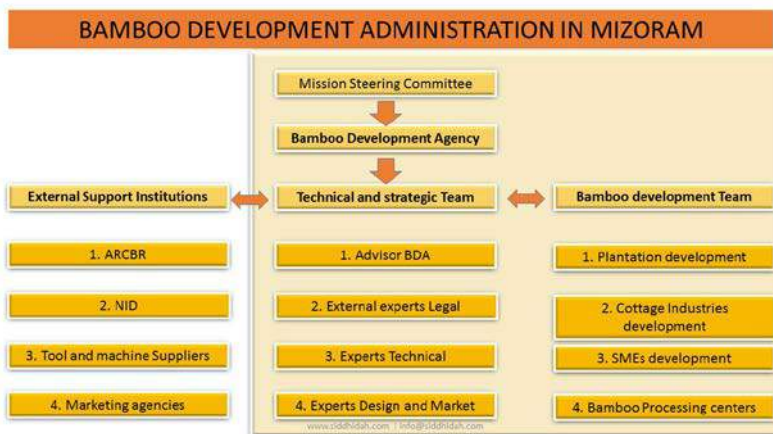 BAMBOO DEVELOPMENT ADMINISTRATION IN MIZORAM
Mission Steering Committee
Bamboo Development Agency
External Support Institutions
Technical and strategic Team
Bamboo development Team
1. ARCBR
1. Advisor BDA
1. Plantation development
2. NID
2. External experts Legal
2. Cottage Industries
development
3. Tool and machine Suppliers
3. Experts Technical
3. SMEs development
4. Marketing agencies
4. Experts Design and Market
4. Bamboo Processing centers
www.siddhidah.com | info@siddhidah.com